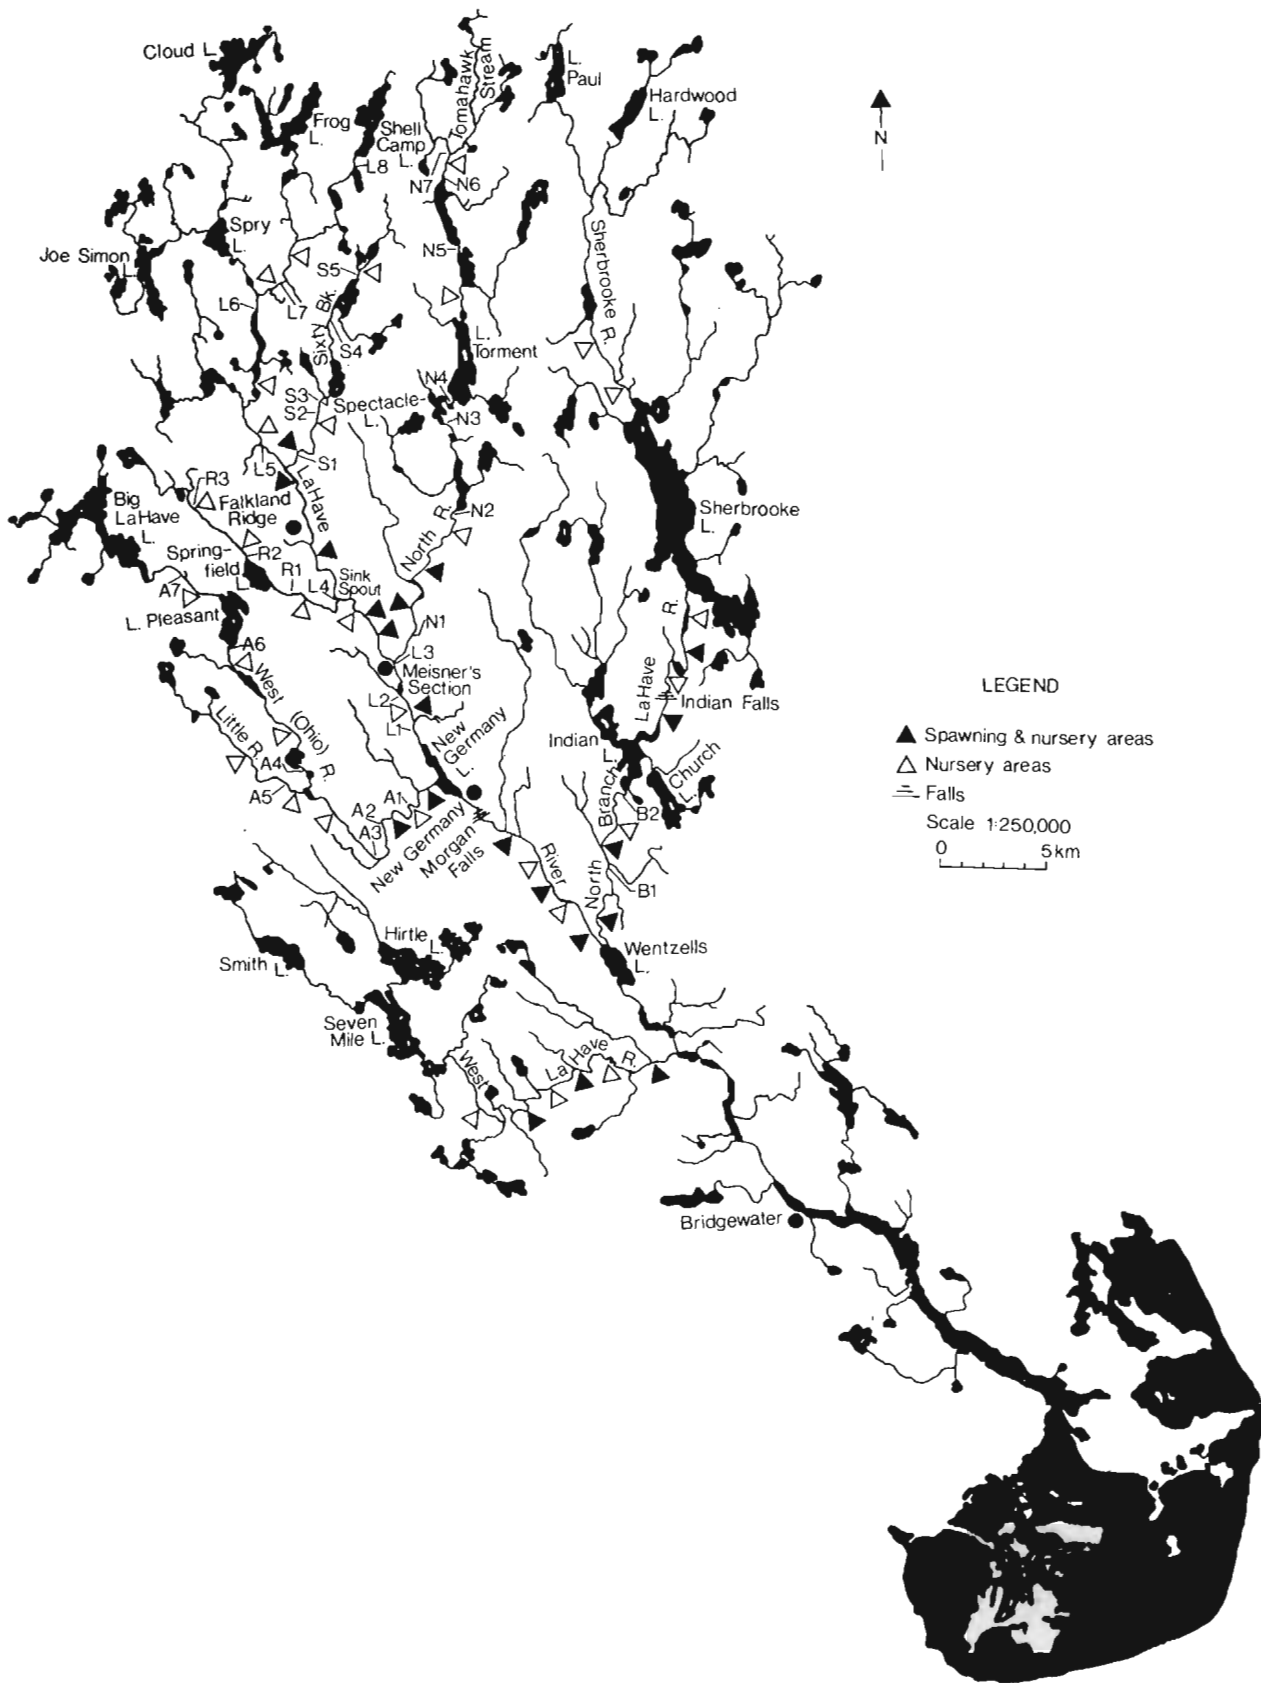 Cloud L.
Frog
L.
Shell
Camp
L.
Tomahawk
Stream
L.
Paul
Hardwood
L.
N
L8
N7
N6
Spry
L.
Joe Simon
L.
Sherbrooke R.
N5
S5
L6
L7
Sixty Bk.
S4
L.
Torment
N4
S3
S2
Spectacle
L.
N3
S1
L5
LaHave
R3
Falkland
Ridge
Big
LaHave
L.
N2
North R.
Sherbrooke
L.
Spring-
field
L.
R2
R1
L4
Sink
Spout
A7
L. Pleasant
N1
L3
Meisner's
Section
A6
West (Ohio) R.
L2
L1
LaHave R.
Indian Falls
Little R.
A4
A5
New
Germany
L.
Indian
L.
Church
L.
A1
A2
A3
New Germany
Morgan
Falls
River
North Branch
B2
B1
LEGEND
Spawning & nursery areas
Nursery areas
Falls
Scale 1:250,000
0 5km
Hirtle
L.
Smith L.
Wentzells
L.
Seven
Mile L.
West LaHave R.
Bridgewater